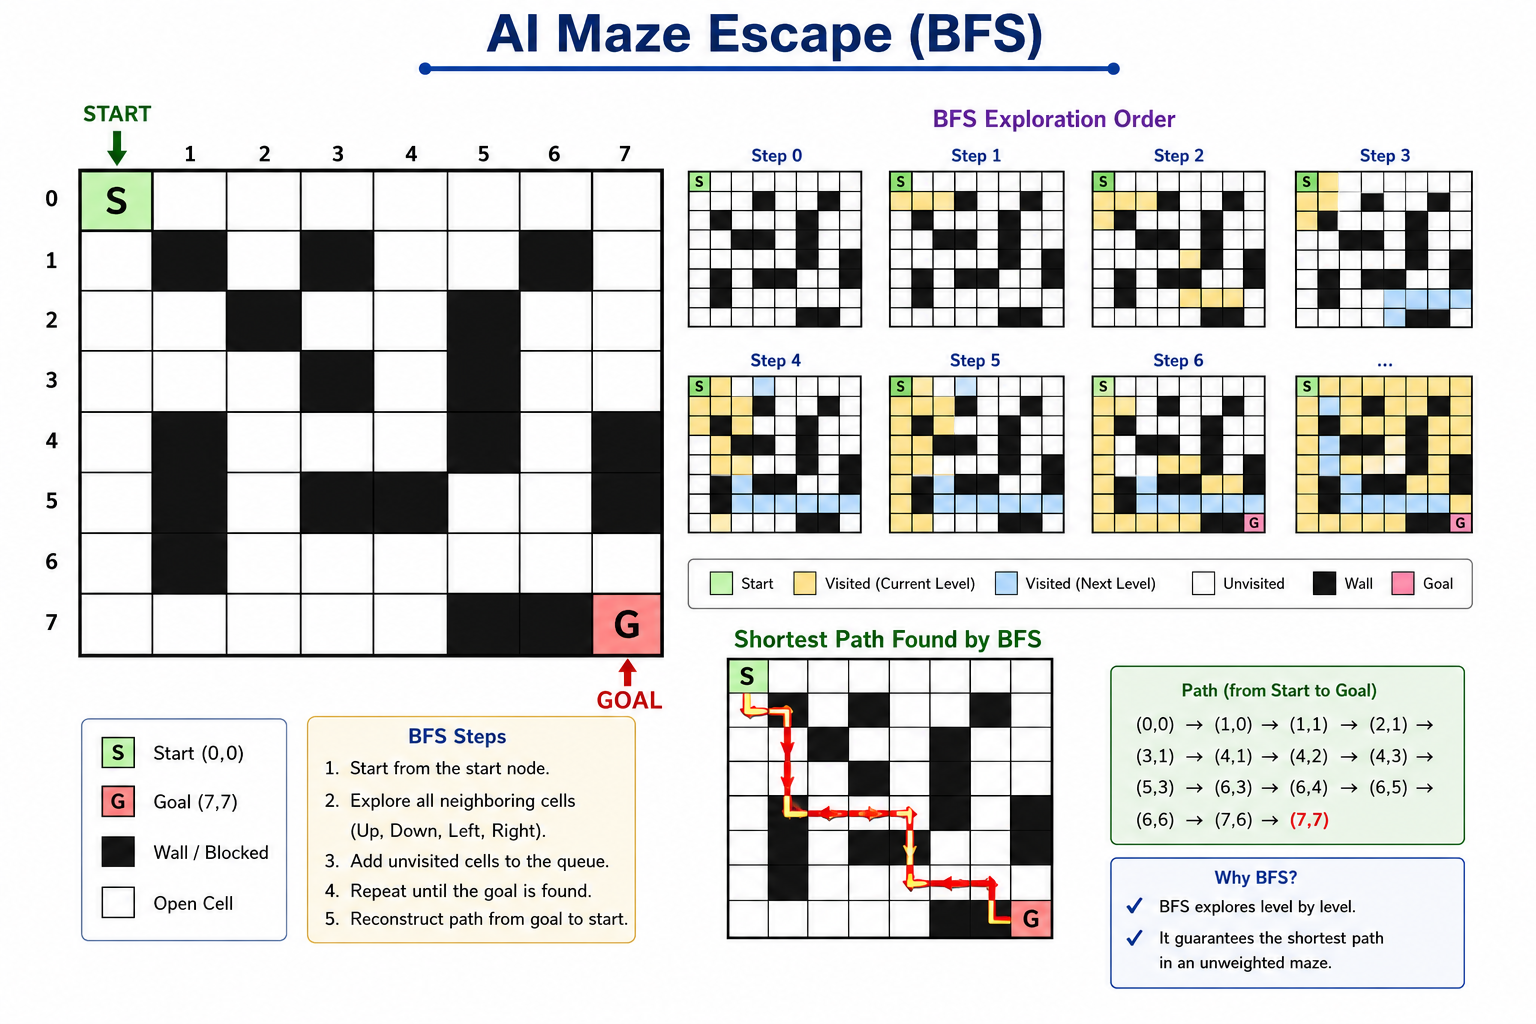 AI Maze Escape (BFS)
START
1 2 3 4 5 6 7
0
1
2
3
4
5
6
7
S
G
GOAL
S Start (0,0)
G Goal (7,7)
Wall / Blocked
Open Cell
BFS Steps
1. Start from the start node.
2. Explore all neighboring cells
(Up, Down, Left, Right).
3. Add unvisited cells to the queue.
4. Repeat until the goal is found.
5. Reconstruct path from goal to start.
BFS Exploration Order
Step 0 Step 1 Step 2 Step 3
S S S S
Step 4 Step 5 Step 6 ...
S S S S
G G
Start Visited (Current Level) Visited (Next Level) Unvisited Wall Goal
Shortest Path Found by BFS
S
G
Path (from Start to Goal)
(0,0) → (1,0) → (1,1) → (2,1) →
(3,1) → (4,1) → (4,2) → (4,3) →
(5,3) → (6,3) → (6,4) → (6,5) →
(6,6) → (7,6) → (7,7)
Why BFS?
✓ BFS explores level by level.
✓ It guarantees the shortest path
in an unweighted maze.